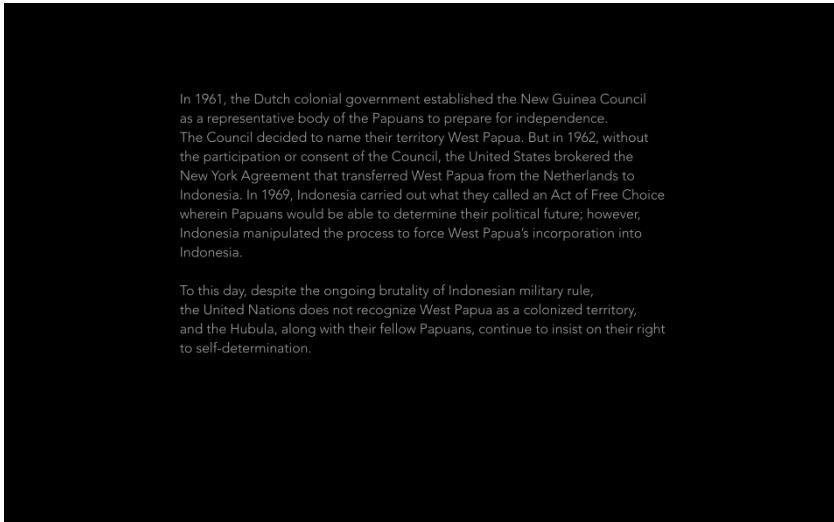 In 1961, the Dutch colonial government established the New Guinea Council
as a representative body of the Papuans to prepare for independence.
The Council decided to name their territory West Papua. But in 1962, without
the participation or consent of the Council, the United States brokered the
New York Agreement that transferred West Papua from the Netherlands to
Indonesia. In 1969, Indonesia carried out what they called an Act of Free Choice
wherein Papuans would be able to determine their political future; however,
Indonesia manipulated the process to force West Papua’s incorporation into
Indonesia.
To this day, despite the ongoing brutality of Indonesian military rule,
the United Nations does not recognize West Papua as a colonized territory,
and the Hubula, along with their fellow Papuans, continue to insist on their right
to self-determination.